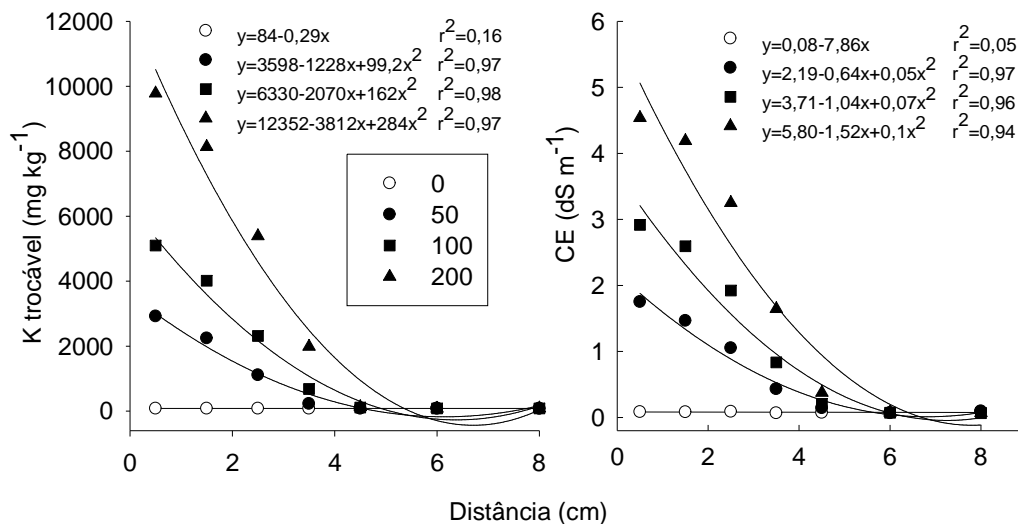 12000
10000
8000
6000
4000
2000
0
K trocável (mg kg-1)
y=84-0,29x r2=0,16
y=3598-1228x+99,2x2 r2=0,97
y=6330-2070x+162x2 r2=0,98
y=12352-3812x+284x2 r2=0,97
0
50
100
200
0 2 4 6 8
6
5
4
3
2
1
0
CE (dS m-1)
y=0,08-7,86x r2=0,05
y=2,19-0,64x+0,05x2 r2=0,97
y=3,71-1,04x+0,07x2 r2=0,96
y=5,80-1,52x+0,1x2 r2=0,94
0 2 4 6 8
Distância (cm)